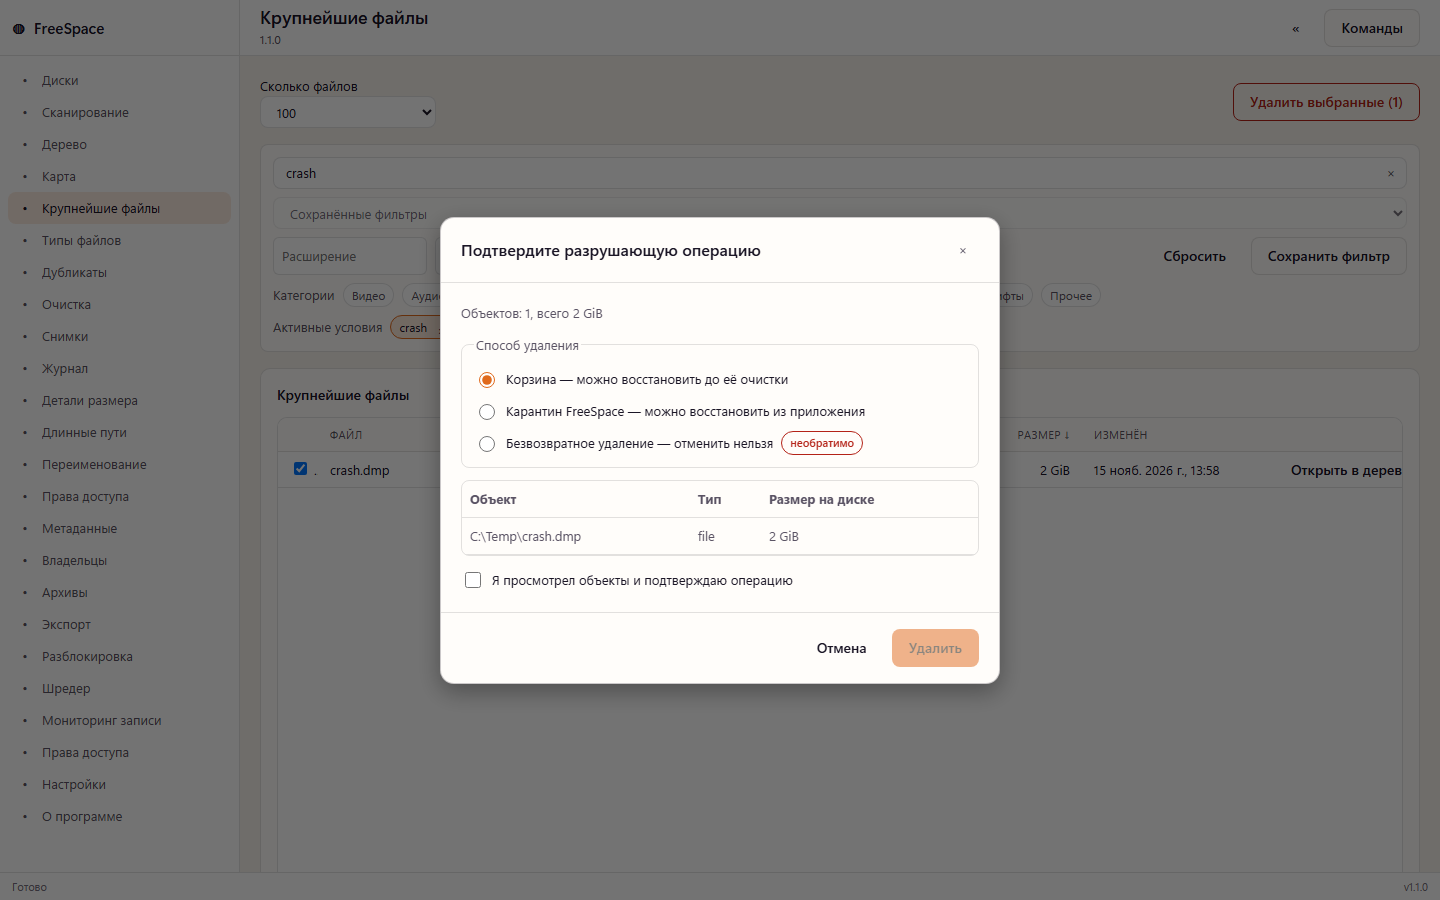 FreeSpace
Крупнейшие файлы
1.1.0
«
Команды
Диски
Сканирование
Дерево
Карта
Крупнейшие файлы
Типы файлов
Дубликаты
Очистка
Снимки
Журнал
Детали размера
Длинные пути
Переименование
Права доступа
Метаданные
Владельцы
Архивы
Экспорт
Разблокировка
Шредер
Мониторинг записи
Права доступа
Настройки
О программе
Сколько файлов
100
Удалить выбранные (1)
crash
×
Сохранённые фильтры
Расширение
Сбросить
Сохранить фильтр
Категории
Видео
Прочее
Активные условия
crash
Крупнейшие файлы
ФАЙЛ
РАЗМЕР ↓
ИЗМЕНЁН
. crash.dmp
2 GiB
15 нояб. 2026 г., 13:58
Открыть в дерев
Подтвердите разрушающую операцию
×
Объектов: 1, всего 2 GiB
Способ удаления
Корзина — можно восстановить до её очистки
Карантин FreeSpace — можно восстановить из приложения
Безвозвратное удаление — отменить нельзя необратимо
Объект Тип Размер на диске
C:\Temp\crash.dmp file 2 GiB
Я просмотрел объекты и подтверждаю операцию
Отмена
Удалить
Готово
v1.1.0